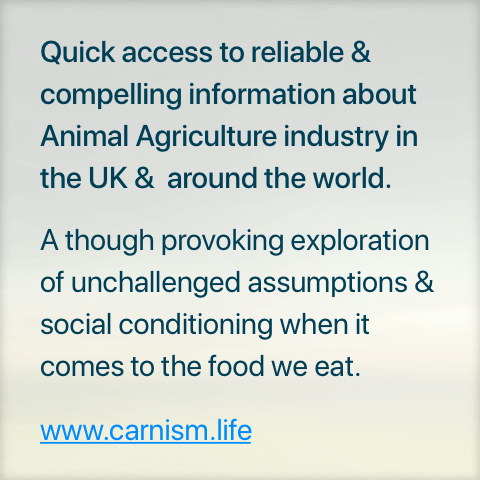 Quick access to reliable &
compelling information about
Animal Agriculture industry in
the UK &  around the world.
A though provoking exploration
of unchallenged assumptions &
social conditioning when it
comes to the food we eat.
www.carnism.life